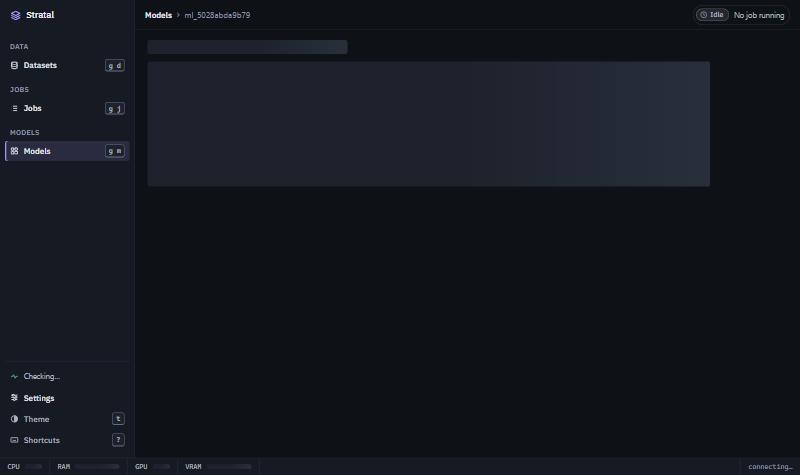 Stratal
Models › ml_5028abda9b79
Idle No job running
DATA
Datasets g d
JOBS
Jobs g j
MODELS
Models g m
Checking...
Settings
Theme t
Shortcuts ?
CPU RAM GPU VRAM connecting…